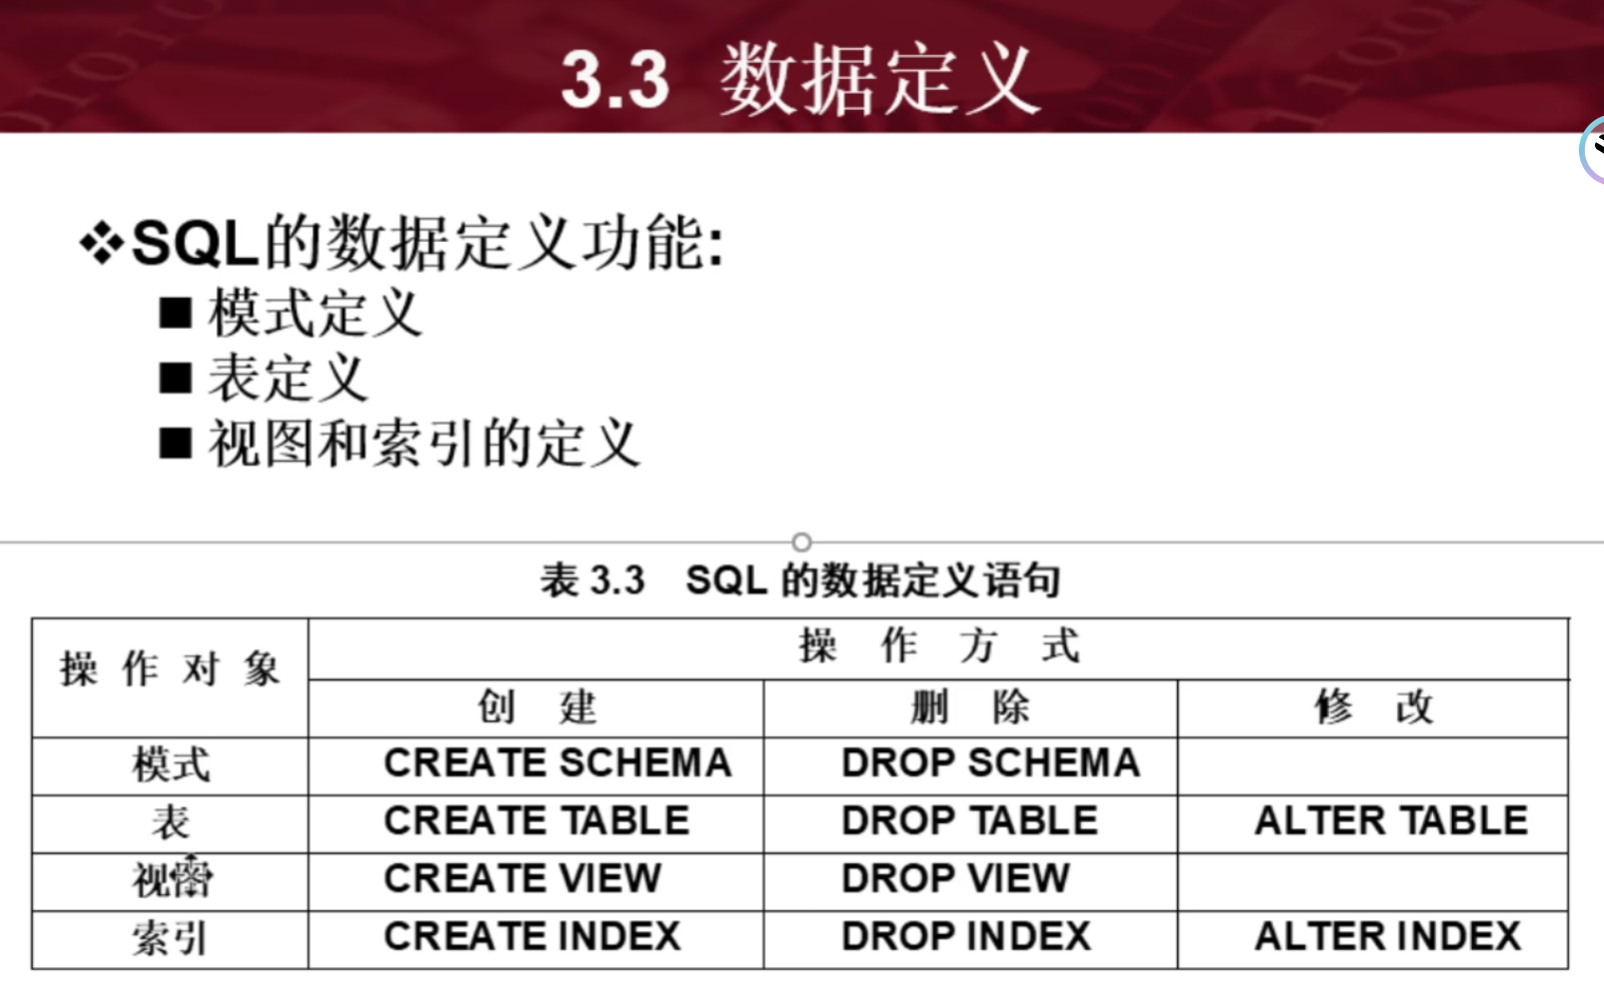 3.3 数据定义
❖SQL的数据定义功能:
■ 模式定义
■ 表定义
■ 视图和索引的定义
表 3.3 SQL 的数据定义语句
操作对象 操作方式
创建 删除 修改
模式 CREATE SCHEMA DROP SCHEMA
表 CREATE TABLE DROP TABLE ALTER TABLE
视图 CREATE VIEW DROP VIEW
索引 CREATE INDEX DROP INDEX ALTER INDEX